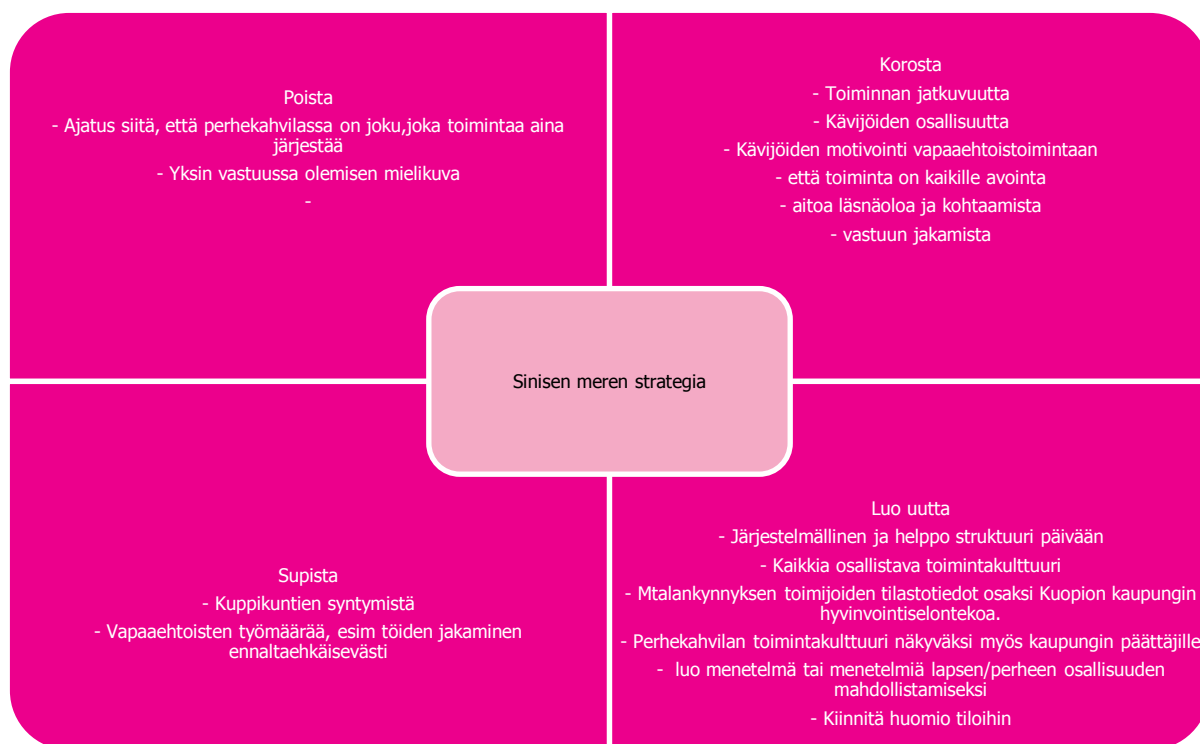 Poista
- Ajatus siitä, että perhekahvilassa on joku,joka toimintaa aina
järjestää
- Yksin vastuussa olemisen mielikuva
-
Korosta
- Toiminnan jatkuvuutta
- Kävijöiden osallisuutta
- Kävijöiden motivointi vapaaehtoistoimintaan
- että toiminta on kaikille avointa
- aitoa läsnäoloa ja kohtaamista
- vastuun jakamista
Sinisen meren strategia
Supista
- Kuppikuntien syntymistä
- Vapaaehtoisten työmäärää, esim töiden jakaminen
ennaltaehkäisevästi
Luo uutta
- Järjestelmällinen ja helppo struktuuri päivään
- Kaikkia osallistava toimintakulttuuri
- Mtalankynnyksen toimijoiden tilastotiedot osaksi Kuopion kaupungin
hyvinvointiselontekoa.
- Perhekahvilan toimintakulttuuri näkyväksi myös kaupungin päättäjille
- luo menetelmä tai menetelmiä lapsen/perheen osallisuuden
mahdollistamiseksi
- Kiinnitä huomio tiloihin